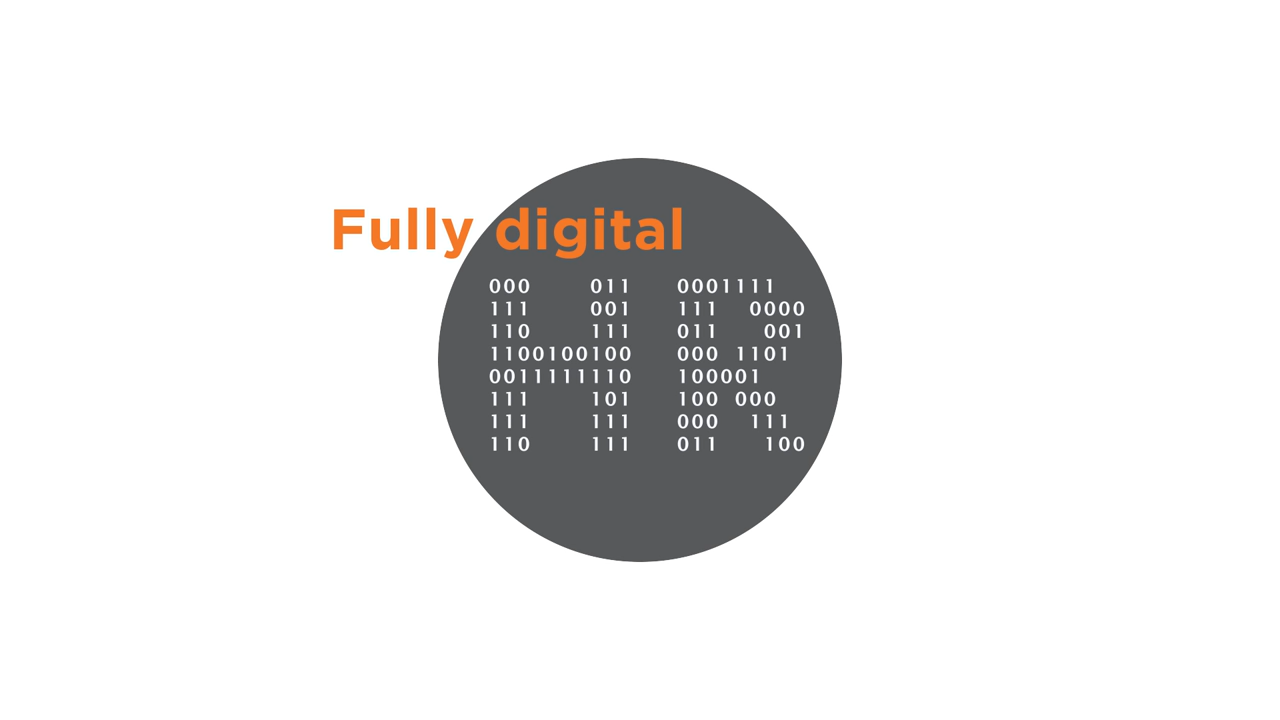 Fully digital
000 011 0001111
111 001 111 0000
110 111 011 001
1100100100 000 1101
0011111110 100001
111 101 100 000
111 111 000 111
110 111 011 100